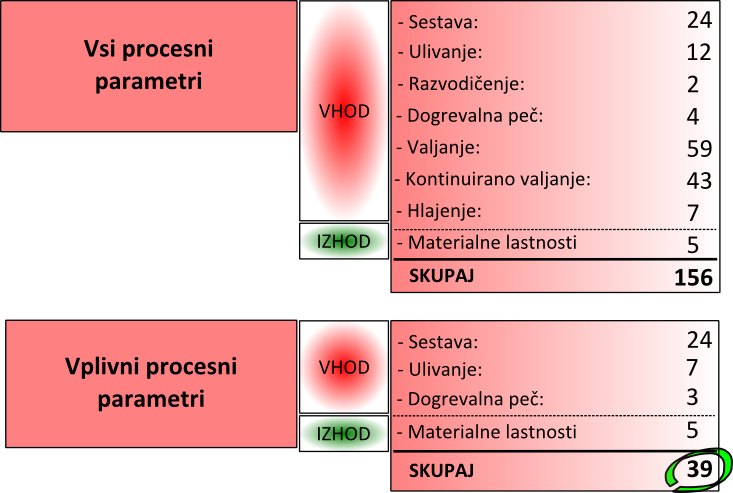 Vsi procesni
parametri
VHOD
- Sestava: 24
- Ulivanje: 12
- Razvodičenje: 2
- Dogrevalna peč: 4
- Valjanje: 59
- Kontinuirano valjanje: 43
- Hlajenje: 7
IZHOD
- Materialne lastnosti 5
SKUPAJ 156
Vplivni procesni
parametri
VHOD
- Sestava: 24
- Ulivanje: 7
- Dogrevalna peč: 3
IZHOD
- Materialne lastnosti 5
SKUPAJ 39